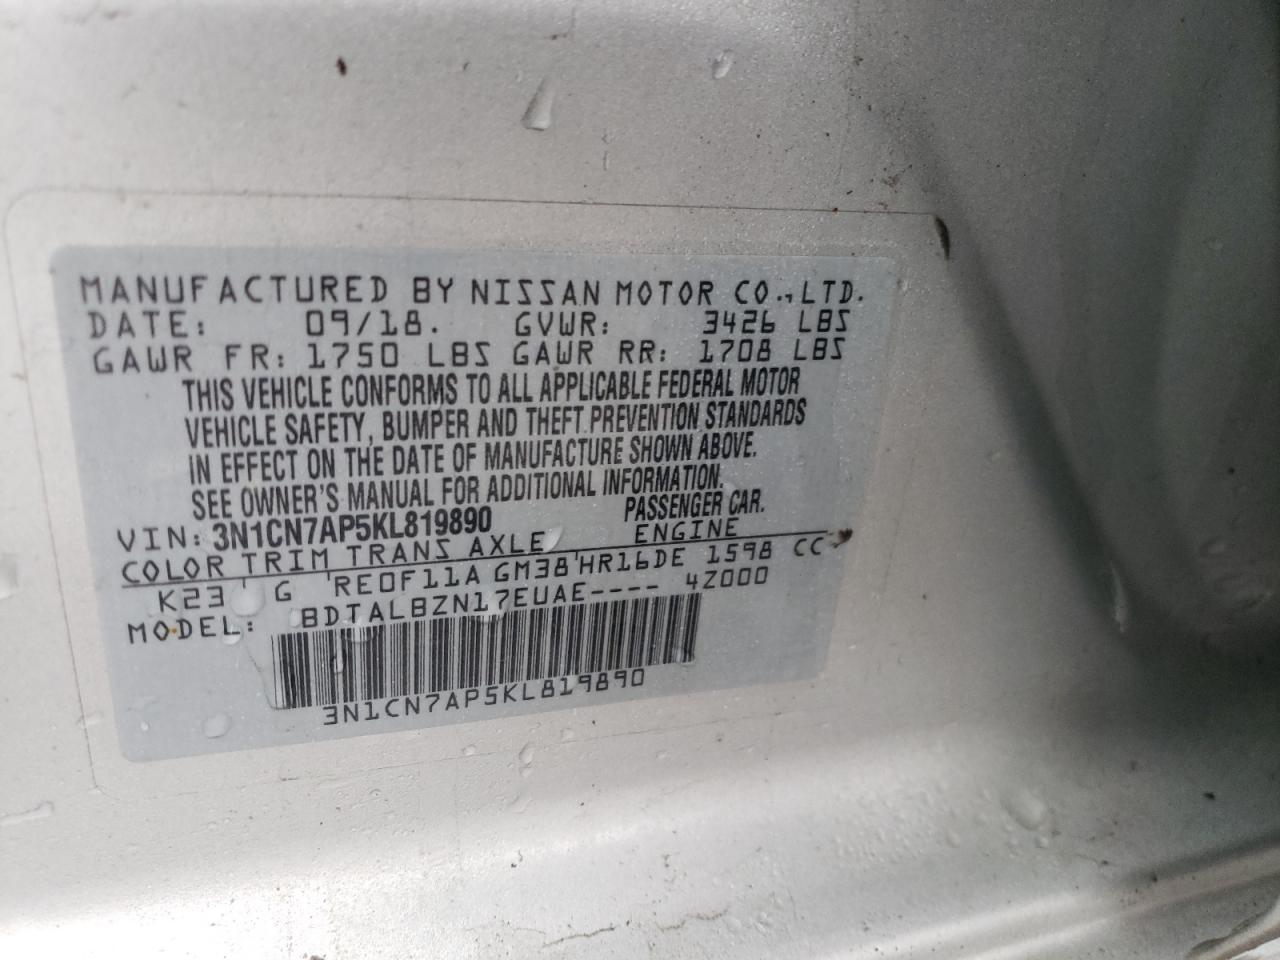 MANUFACTURED BY NISSAN MOTOR CO.,LTD.
DATE: 09/18. GVWR: 3426 LBS
GAWR FR: 1750 LBS GAWR RR: 1708 LBS
THIS VEHICLE CONFORMS TO ALL APPLICABLE FEDERAL MOTOR
VEHICLE SAFETY, BUMPER AND THEFT PREVENTION STANDARDS
IN EFFECT ON THE DATE OF MANUFACTURE SHOWN ABOVE.
SEE OWNER'S MANUAL FOR ADDITIONAL INFORMATION.
VIN: 3N1CN7AP5KL819890 PASSENGER CAR.
COLOR TRIM TRANS AXLE ENGINE
K23 G RE0F11A GM38 HR16DE 1598 CC
MODEL: BDTALBZN17EUAE---- 4Z000
3N1CN7AP5KL819890